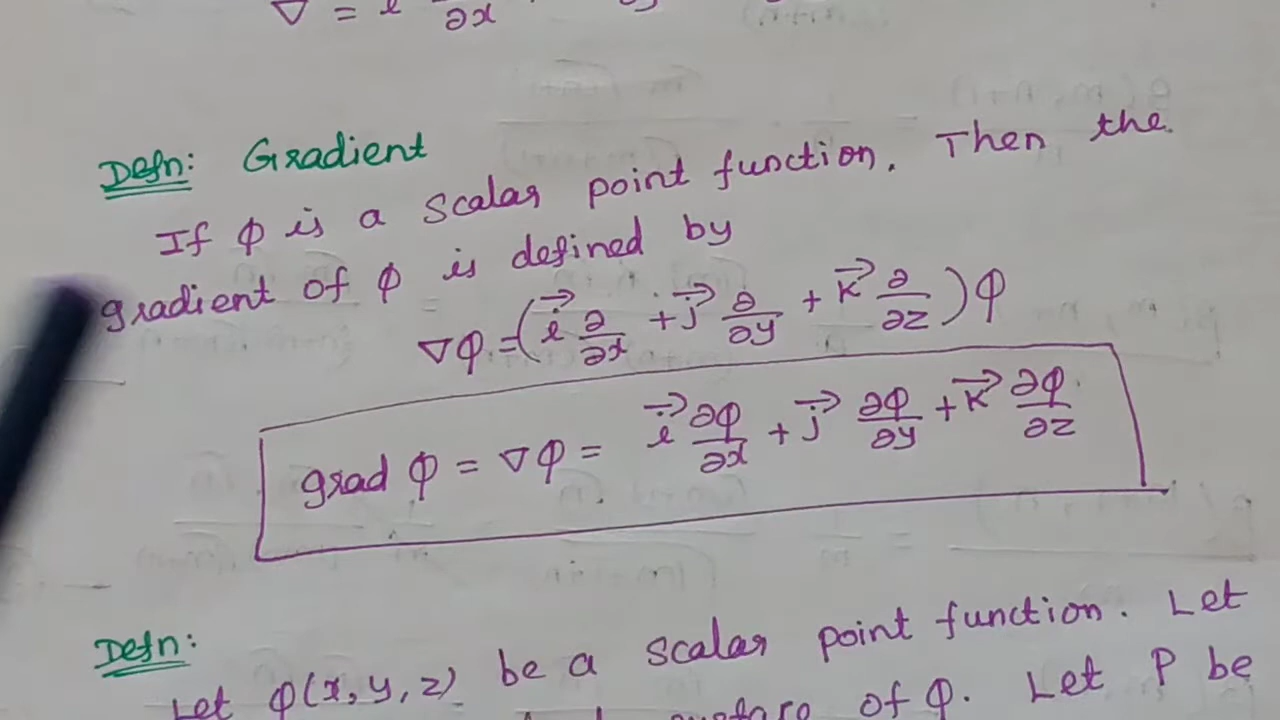 ∇ = i ∂x
Defn: Gradient
If φ is a scalar point function. Then the
gradient of φ is defined by
∇φ = (i⃗ ∂/∂x + j⃗ ∂/∂y + k⃗ ∂/∂z)φ
grad φ = ∇φ = i⃗ ∂φ/∂x + j⃗ ∂φ/∂y + k⃗ ∂φ/∂z
Defn:
Let φ(x, y, z) be a scalar point function. Let
of φ. Let P be